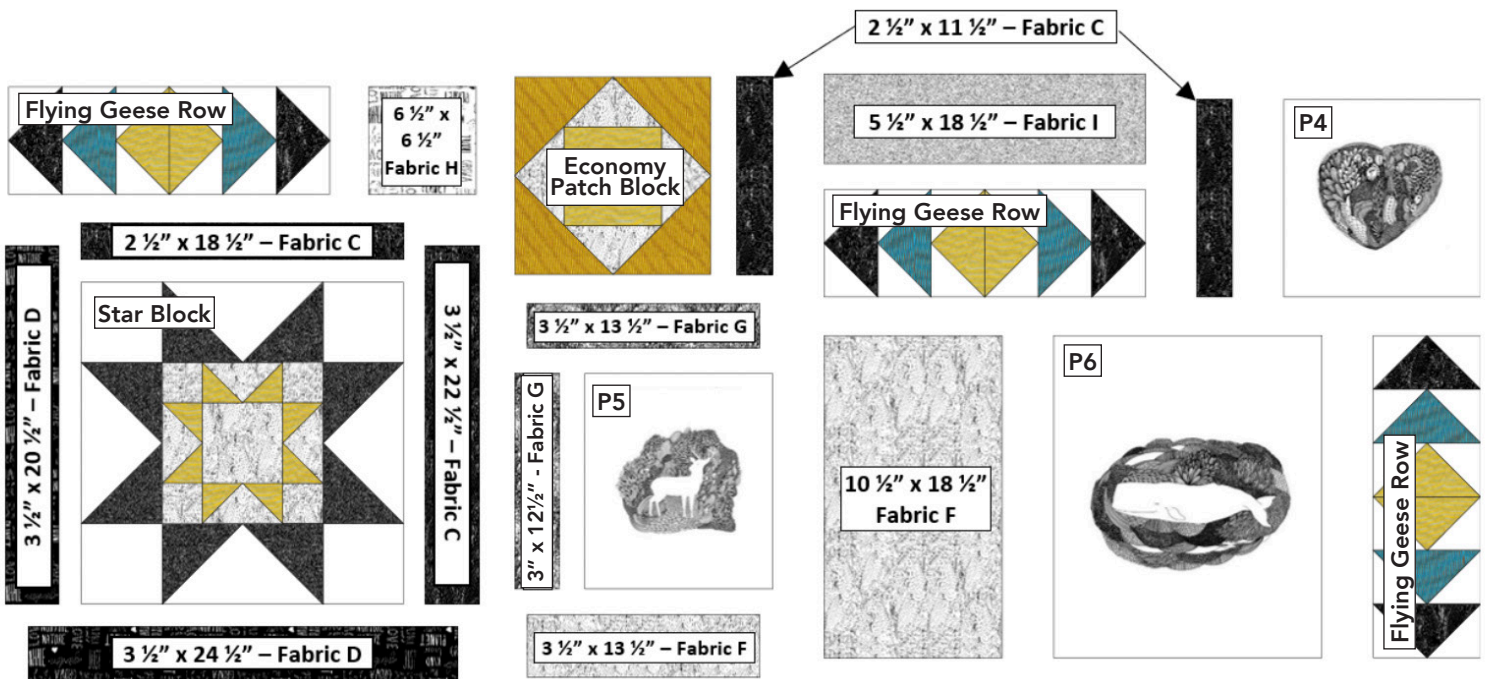 2 ½” x 11 ½” – Fabric C
Flying Geese Row
6 ½” x
6 ½”
Fabric H
Economy
Patch Block
5 ½” x 18 ½” – Fabric I
P4
Flying Geese Row
2 ½” x 18 ½” – Fabric C
3 ½” x 20 ½” – Fabric D
Star Block
3 ½” x 22 ½” – Fabric C
3 ½” x 13 ½” – Fabric G
3” x 12½” - Fabric G
P5
10 ½” x 18 ½”
Fabric F
P6
Flying Geese Row
3 ½” x 13 ½” – Fabric F
3 ½” x 24 ½” – Fabric D